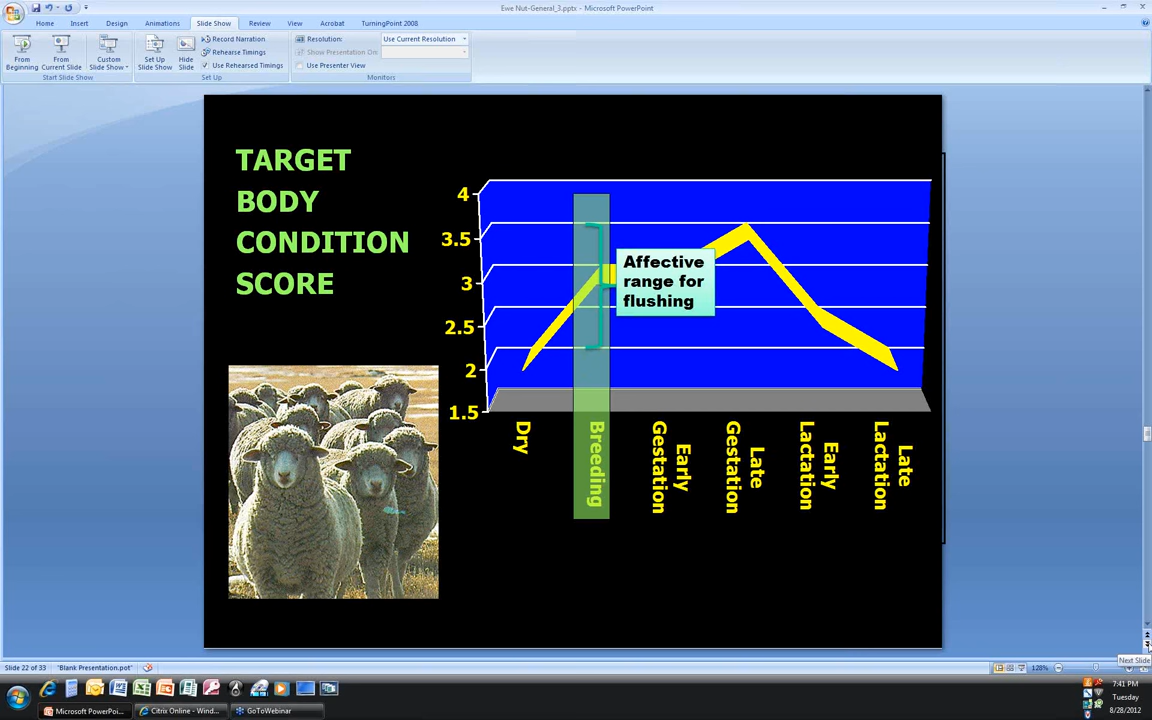 Ewe Nut-General_3.pptx - Microsoft PowerPoint
Home Insert Design Animations Slide Show Review View Acrobat TurningPoint 2008
From Beginning
From Current Slide
Custom Slide Show
Start Slide Show
Set Up Slide Show
Hide Slide
Record Narration
Rehearse Timings
Use Rehearsed Timings
Set Up
Resolution: Use Current Resolution
Show Presentation On:
Use Presenter View
Monitors
TARGET
BODY
CONDITION
SCORE
4
3.5
3
2.5
2
1.5
Affective
range for
flushing
Dry
Breeding
Early
Gestation
Late
Gestation
Early
Lactation
Late
Lactation
Next Slide
Slide 22 of 33 "Blank Presentation.pot" 128%
Microsoft PowerPoi... Citrix Online - Wind... GoToWebinar
7:41 PM
Tuesday
8/28/2012